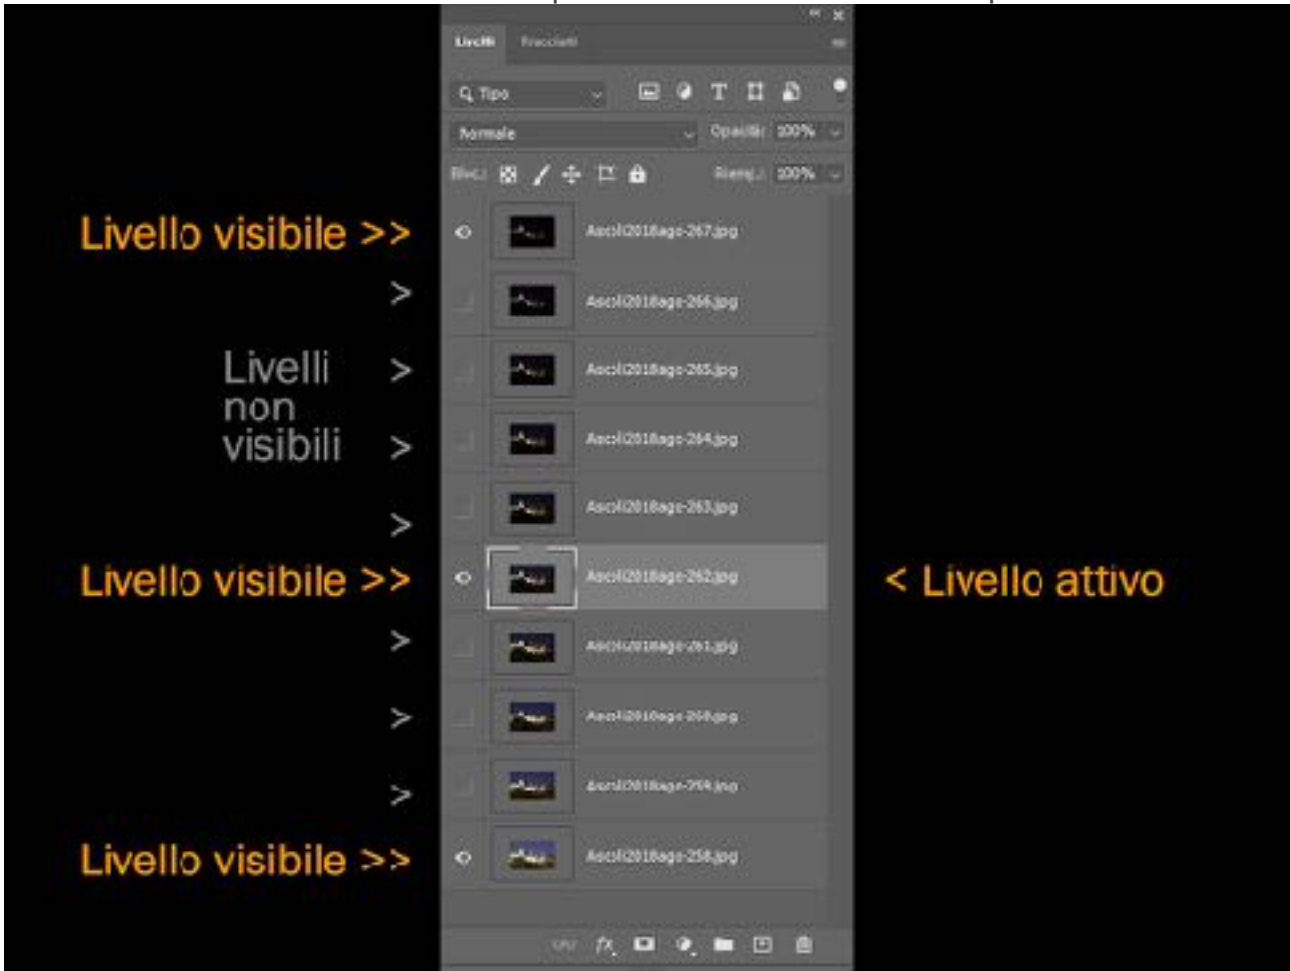 Livelli Tracciati
Tipo
Normale Opacità: 100%
Bloc.: Riemp.: 100%
Livello visibile >> Ascoli2018ago-267.jpg
> Ascoli2018ago-266.jpg
Livelli > Ascoli2018ago-265.jpg
non
visibili > Ascoli2018ago-264.jpg
> Ascoli2018ago-263.jpg
Livello visibile >> Ascoli2018ago-262.jpg < Livello attivo
> Ascoli2018ago-261.jpg
> Ascoli2018ago-260.jpg
> Ascoli2018ago-259.jpg
Livello visibile >> Ascoli2018ago-258.jpg
fx